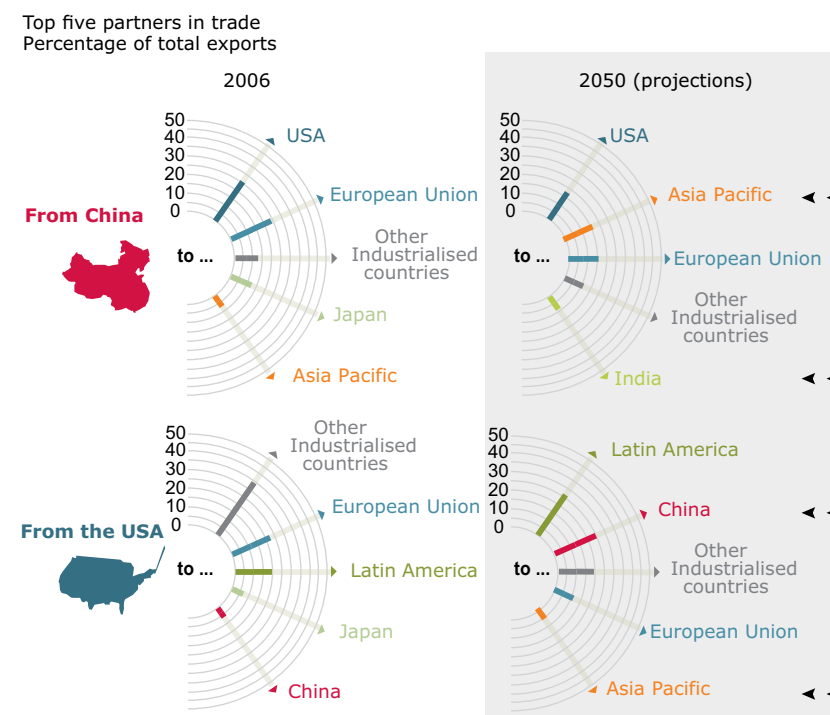 Top five partners in trade
Percentage of total exports
2006
2050 (projections)
50
40
30
20
10
0
USA
European Union
Other
Industrialised
countries
Japan
Asia Pacific
From China
to ...
50
40
30
20
10
0
USA
Asia Pacific
European Union
Other
Industrialised
countries
India
to ...
50
40
30
20
10
0
Other
Industrialised
countries
European Union
Latin America
Japan
China
From the USA
to ...
50
40
30
20
10
0
Latin America
China
Other
Industrialised
countries
European Union
Asia Pacific
to ...